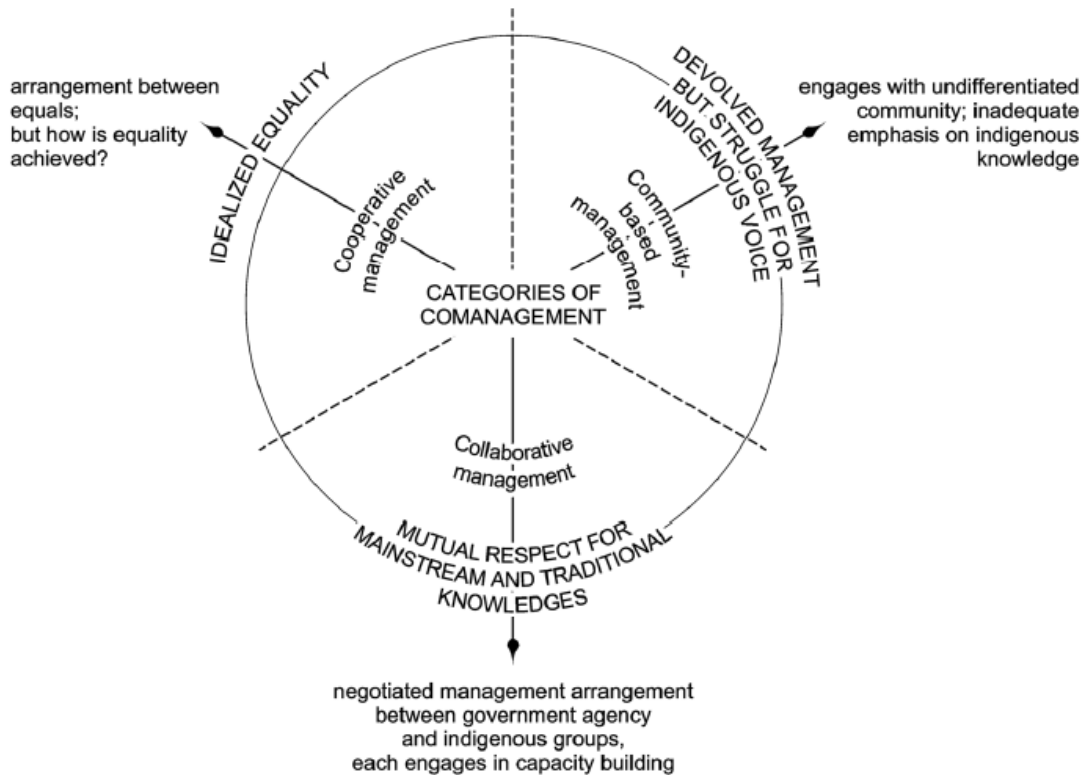 arrangement between
equals;
but how is equality
achieved?
IDEALIZED EQUALITY
Cooperative
management
DEVOLVED MANAGEMENT
BUT STRUGGLE FOR
INDIGENOUS VOICE
engages with undifferentiated
community; inadequate
emphasis on indigenous
knowledge
Community-
based
management
CATEGORIES OF
COMANAGEMENT
Collaborative
management
MUTUAL RESPECT FOR
MAINSTREAM AND TRADITIONAL
KNOWLEDGES
negotiated management arrangement
between government agency
and indigenous groups,
each engages in capacity building